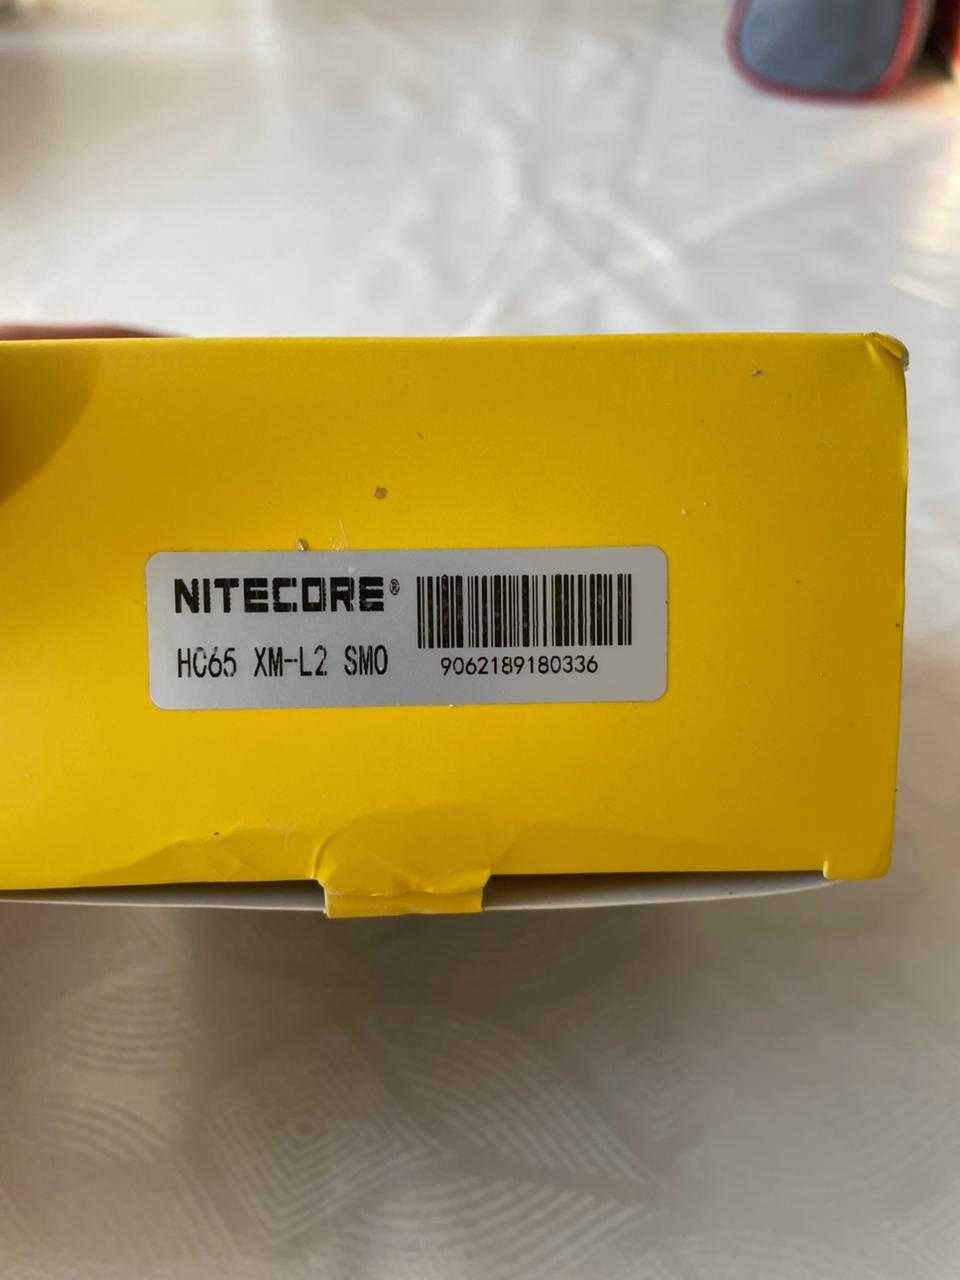 NITECORE®
HC65 XM-L2 SMO
9062189180336